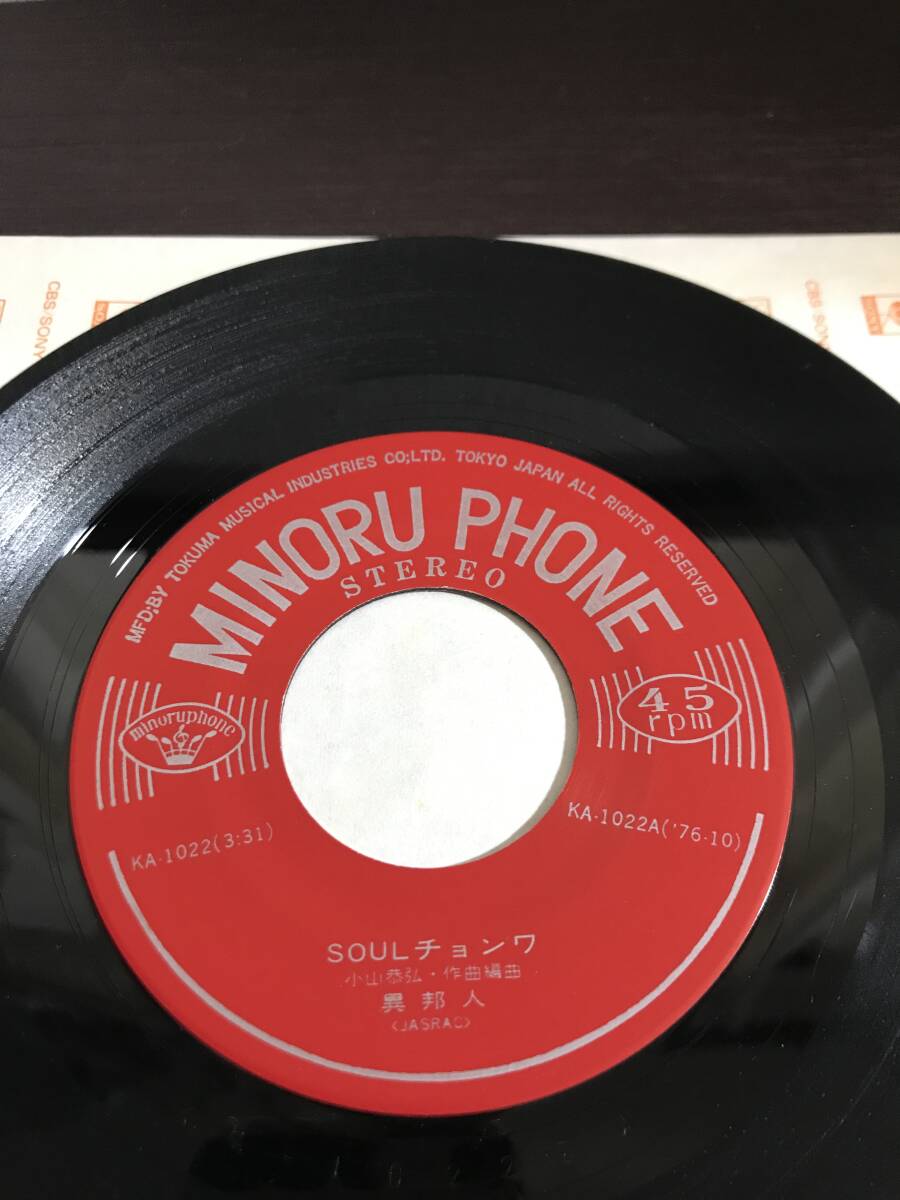 CBS/SONY
CBS/SONY
MFD;BY TOKUMA MUSICAL INDUSTRIES CO;LTD. TOKYO JAPAN ALL RIGHTS RESERVED
MINORU PHONE
STEREO
minoruphone
45
rpm
KA-1022(3:31)
KA-1022A('76-10)
SOULチョンワ
小山恭弘・作曲編曲
異邦人
<JASRAC>